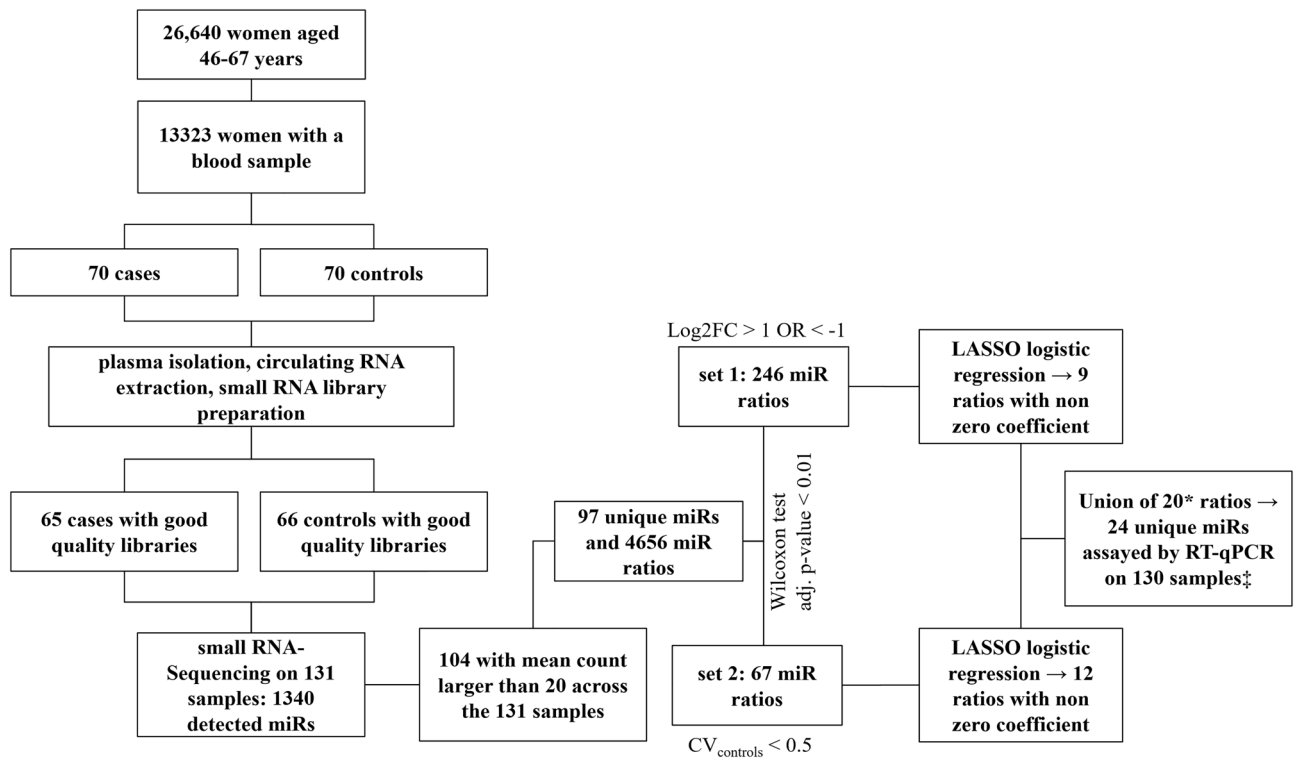 26,640 women aged
46-67 years
13323 women with a
blood sample
70 cases
70 controls
plasma isolation, circulating RNA
extraction, small RNA library
preparation
65 cases with good
quality libraries
66 controls with good
quality libraries
small RNA-
Sequencing on 131
samples: 1340
detected miRs
104 with mean count
larger than 20 across
the 131 samples
97 unique miRs
and 4656 miR
ratios
Wilcoxon test
adj. p-value < 0.01
Log2FC > 1 OR < -1
set 1: 246 miR
ratios
set 2: 67 miR
ratios
CVcontrols < 0.5
LASSO logistic
regression → 9
ratios with non
zero coefficient
LASSO logistic
regression → 12
ratios with non
zero coefficient
Union of 20* ratios →
24 unique miRs
assayed by RT-qPCR
on 130 samples‡